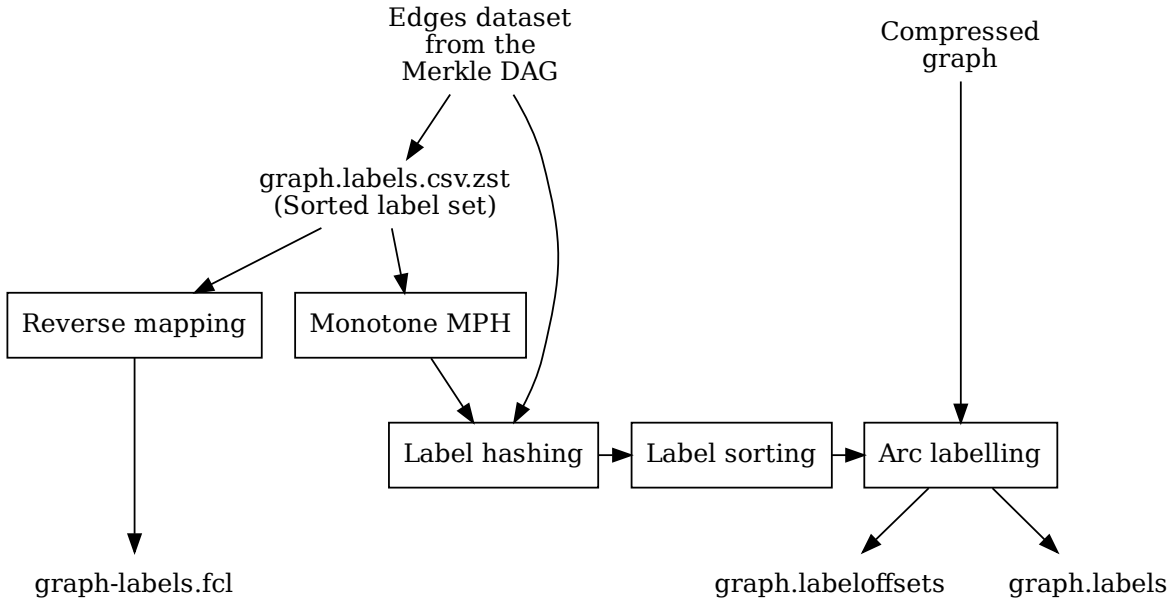 Edges dataset
from the
Merkle DAG
Compressed
graph
graph.labels.csv.zst
(Sorted label set)
Reverse mapping
Monotone MPH
Label hashing
Label sorting
Arc labelling
graph-labels.fcl
graph.labeloffsets
graph.labels